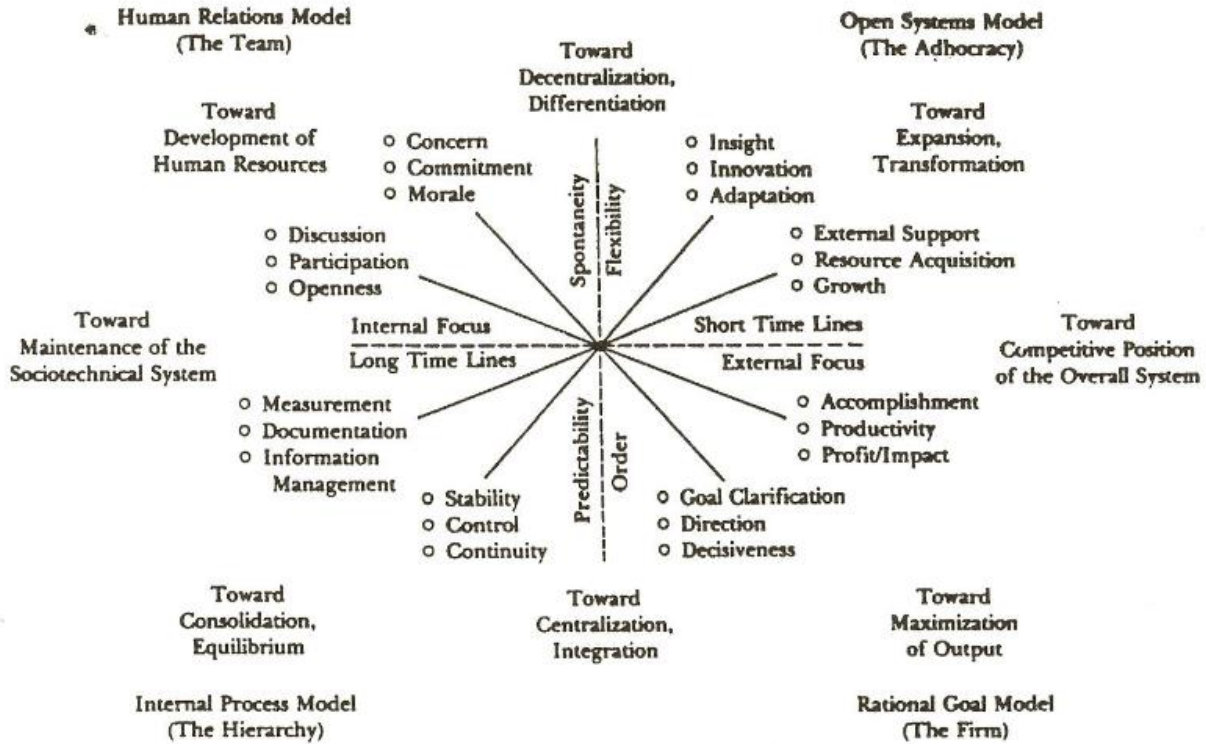 Human Relations Model
(The Team)
Open Systems Model
(The Adhocracy)
Toward
Decentralization,
Differentiation
Toward
Development of
Human Resources
Toward
Expansion,
Transformation
o Concern
o Commitment
o Morale
o Insight
o Innovation
o Adaptation
Spontaneity
Flexibility
o Discussion
o Participation
o Openness
o External Support
o Resource Acquisition
o Growth
Toward
Maintenance of the
Sociotechnical System
Internal Focus
Long Time Lines
Short Time Lines
External Focus
Toward
Competitive Position
of the Overall System
o Measurement
o Documentation
o Information
Management
o Accomplishment
o Productivity
o Profit/Impact
Predictability
Order
o Stability
o Control
o Continuity
o Goal Clarification
o Direction
o Decisiveness
Toward
Consolidation,
Equilibrium
Toward
Centralization,
Integration
Toward
Maximization
of Output
Internal Process Model
(The Hierarchy)
Rational Goal Model
(The Firm)